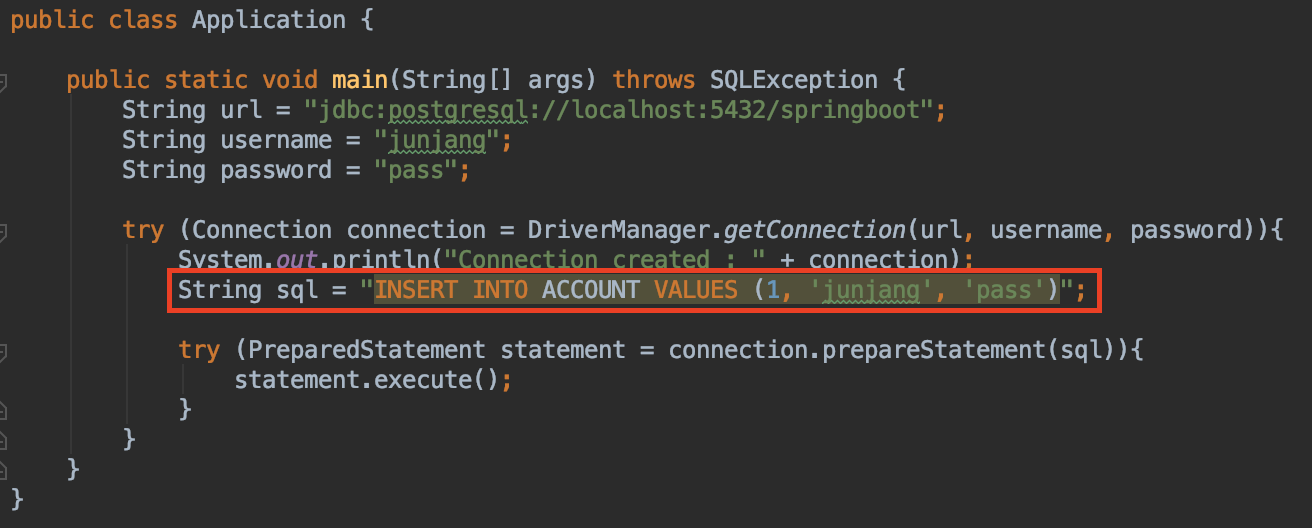 public class Application {
public static void main(String[] args) throws SQLException {
String url = "jdbc:postgresql://localhost:5432/springboot";
String username = "junjang";
String password = "pass";
try (Connection connection = DriverManager.getConnection(url, username, password)){
System.out.println("Connection created : " + connection);
String sql = "INSERT INTO ACCOUNT VALUES (1, 'junjang', 'pass')";
try (PreparedStatement statement = connection.prepareStatement(sql)){
statement.execute();
}
}
}
}